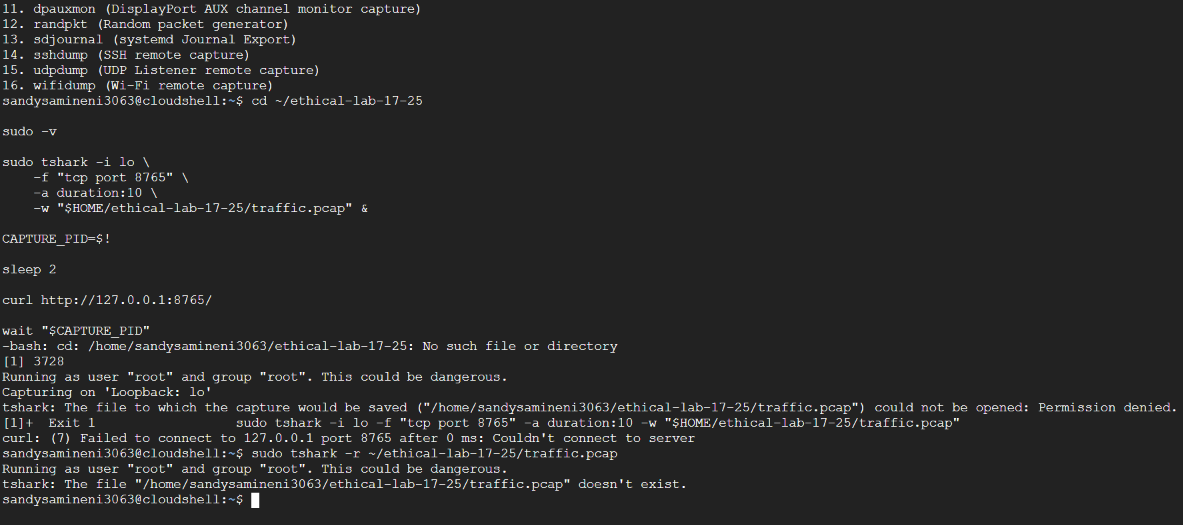 11. dpauxmon (DisplayPort AUX channel monitor capture)
12. randpkt (Random packet generator)
13. sdjournal (systemd Journal Export)
14. sshdump (SSH remote capture)
15. udpdump (UDP Listener remote capture)
16. wifidump (Wi-Fi remote capture)
sandysamineni3063@cloudshell:~$ cd ~/ethical-lab-17-25
sudo -v
sudo tshark -i lo \
    -f "tcp port 8765" \
    -a duration:10 \
    -w "$HOME/ethical-lab-17-25/traffic.pcap" &
CAPTURE_PID=$!
sleep 2
curl http://127.0.0.1:8765/
wait "$CAPTURE_PID"
-bash: cd: /home/sandysamineni3063/ethical-lab-17-25: No such file or directory
[1] 3728
Running as user "root" and group "root". This could be dangerous.
Capturing on 'Loopback: lo'
tshark: The file to which the capture would be saved ("/home/sandysamineni3063/ethical-lab-17-25/traffic.pcap") could not be opened: Permission denied.
[1]+  Exit 1                  sudo tshark -i lo -f "tcp port 8765" -a duration:10 -w "$HOME/ethical-lab-17-25/traffic.pcap"
curl: (7) Failed to connect to 127.0.0.1 port 8765 after 0 ms: Couldn't connect to server
sandysamineni3063@cloudshell:~$ sudo tshark -r ~/ethical-lab-17-25/traffic.pcap
Running as user "root" and group "root". This could be dangerous.
tshark: The file "/home/sandysamineni3063/ethical-lab-17-25/traffic.pcap" doesn't exist.
sandysamineni3063@cloudshell:~$